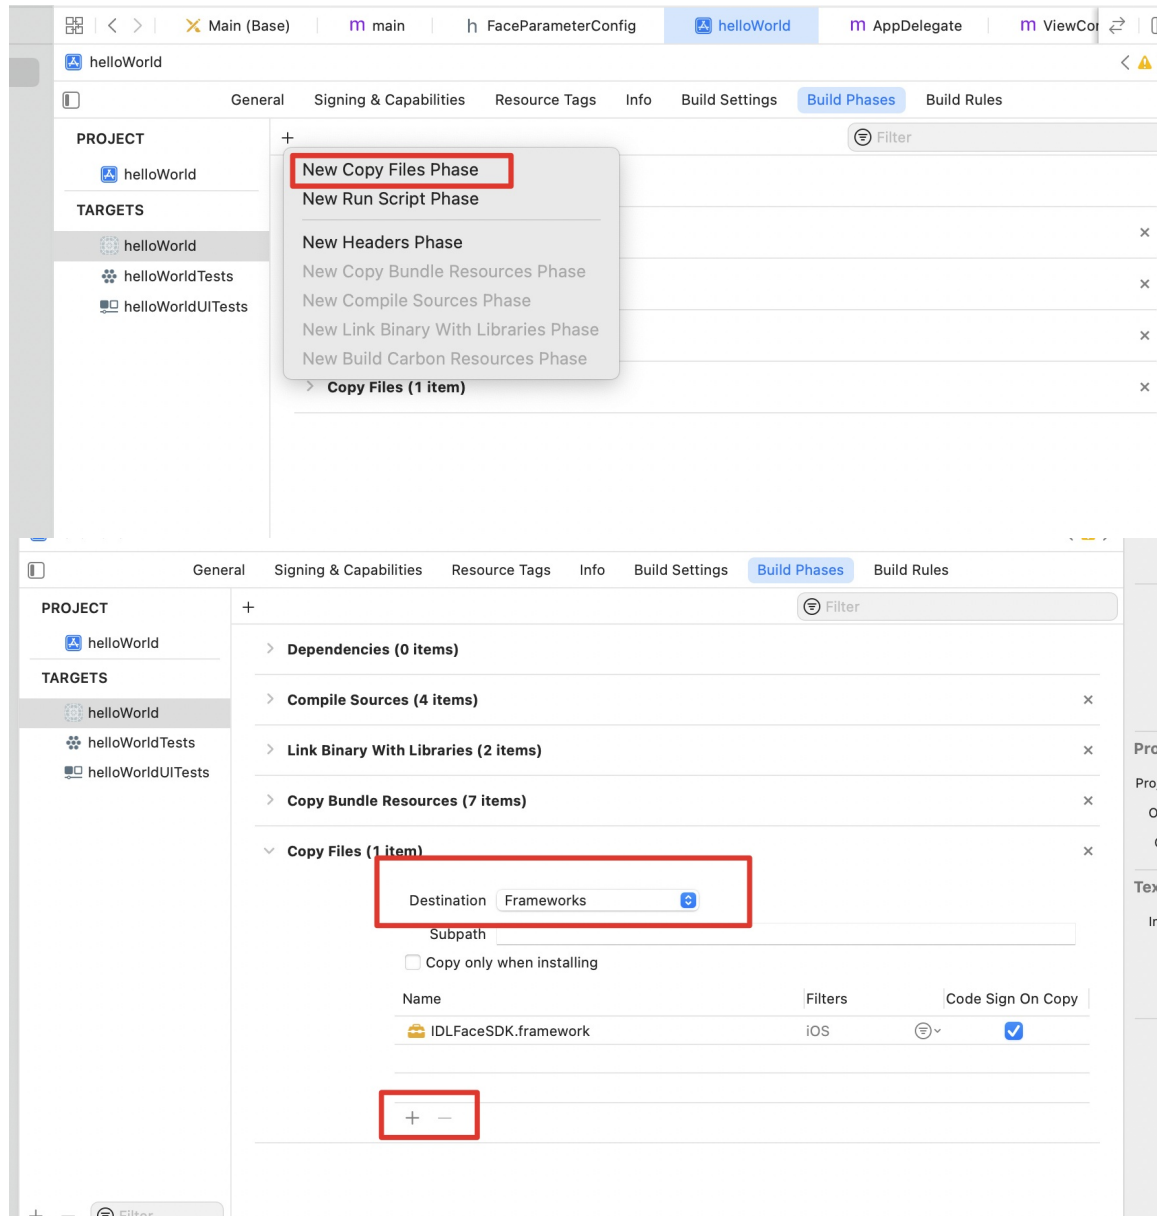 Main (Base)
main
h FaceParameterConfig
helloWorld
AppDelegate
ViewCor
helloWorld
General
Signing & Capabilities
Resource Tags
Info
Build Settings
Build Phases
Build Rules
PROJECT
+
Filter
helloWorld
TARGETS
helloWorld
helloWorldTests
helloWorldUITests
New Copy Files Phase
New Run Script Phase
New Headers Phase
New Copy Bundle Resources Phase
New Compile Sources Phase
New Link Binary With Libraries Phase
New Build Carbon Resources Phase
Copy Files (1 item)
General
Signing & Capabilities
Resource Tags
Info
Build Settings
Build Phases
Build Rules
PROJECT
+
Filter
helloWorld
TARGETS
helloWorld
helloWorldTests
helloWorldUITests
Dependencies (0 items)
Compile Sources (4 items)
Link Binary With Libraries (2 items)
Copy Bundle Resources (7 items)
Copy Files (1 item)
Destination Frameworks
Subpath
Copy only when installing
Name Filters Code Sign On Copy
IDLFaceSDK.framework iOS
+ −
Pro
Pro
Tex
Filter